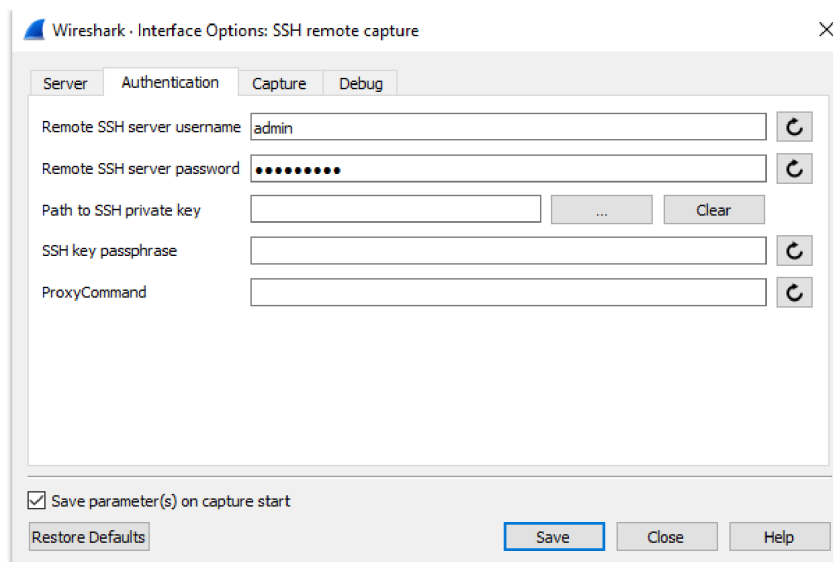 Wireshark · Interface Options: SSH remote capture
Server Authentication Capture Debug
Remote SSH server username admin
Remote SSH server password ●●●●●●●●●
Path to SSH private key ... Clear
SSH key passphrase
ProxyCommand
Save parameter(s) on capture start
Restore Defaults Save Close Help